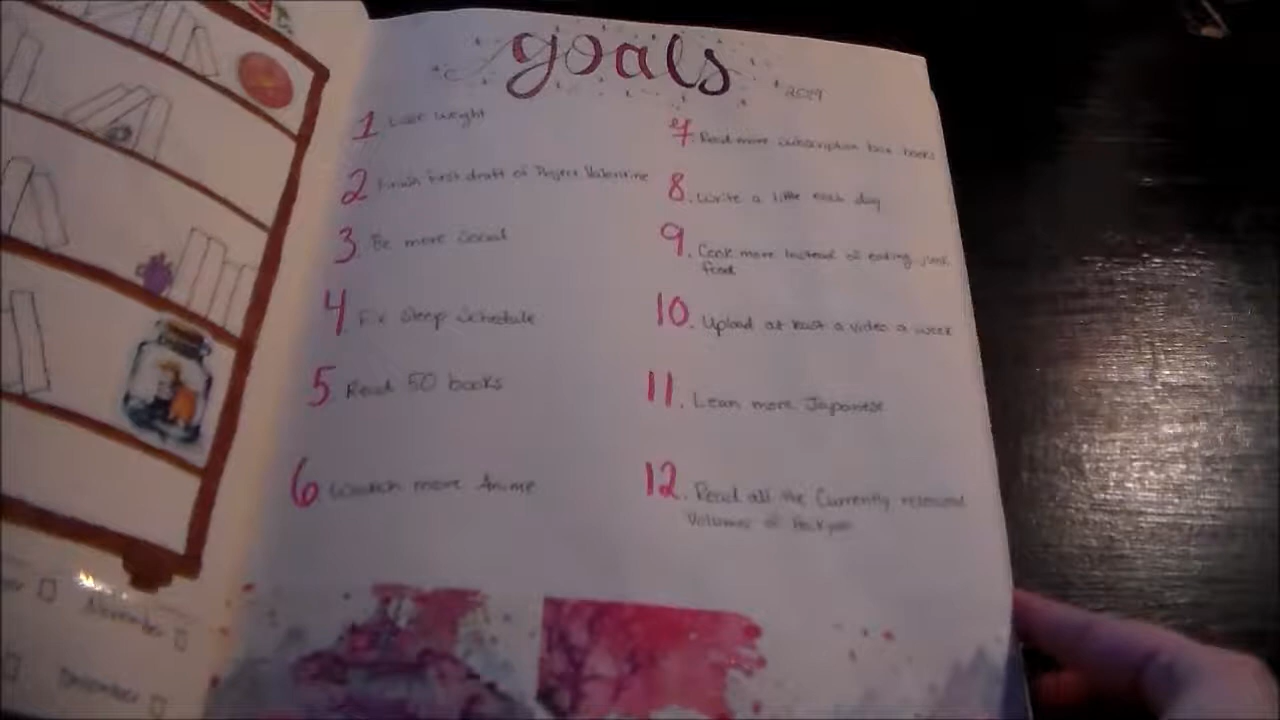 goals
2019
1 Lose weight
2 Finish first draft of Project Valentine
3 Be more Social
4 Fix Sleep Schedule
5 Read 50 books
6 Watch more Anime
7. Read more subscription box books
8. Write a little each day
9. Cook more instead of eating junk
food
10. Upload at least a video a week
11. Learn more Japanese
12. Read all the Currently released
Volumes of
November
December